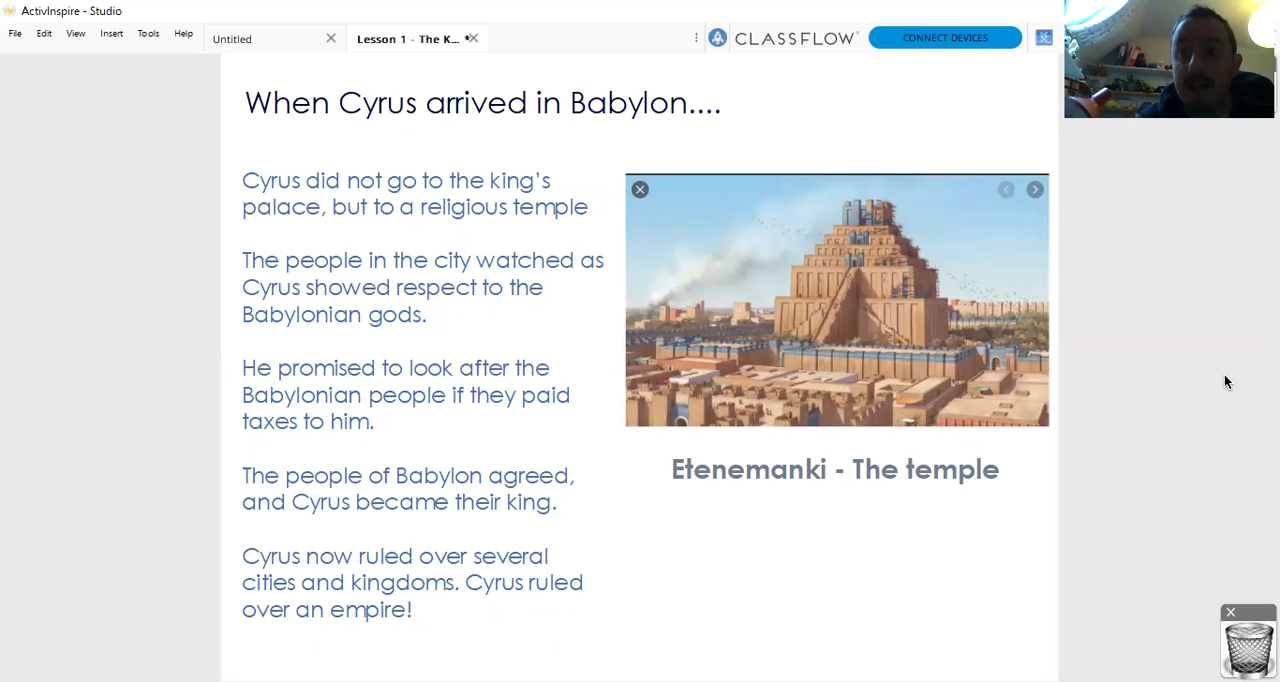 ActivInspire - Studio
File Edit View Insert Tools Help
Untitled
Lesson 1 - The K... *
CLASSFLOW
CONNECT DEVICES
When Cyrus arrived in Babylon....
Cyrus did not go to the king's
palace, but to a religious temple
The people in the city watched as
Cyrus showed respect to the
Babylonian gods.
He promised to look after the
Babylonian people if they paid
taxes to him.
The people of Babylon agreed,
and Cyrus became their king.
Cyrus now ruled over several
cities and kingdoms. Cyrus ruled
over an empire!
Etenemanki - The temple